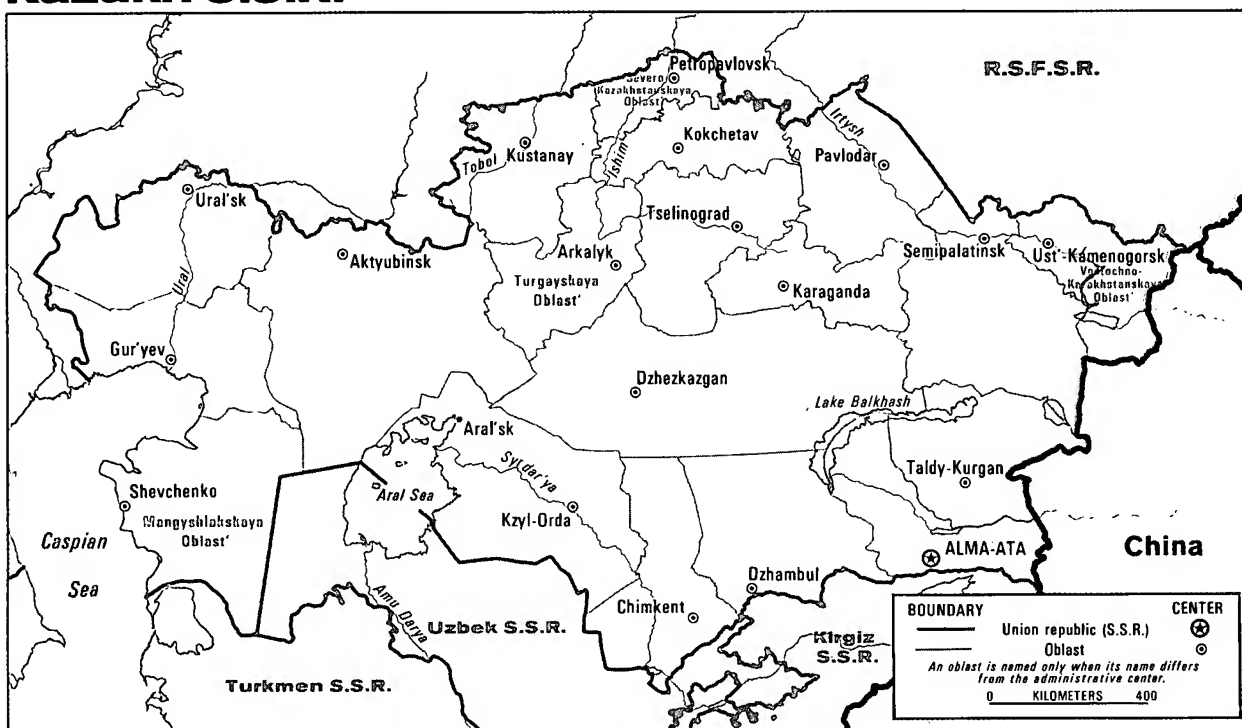 Kazakh S.S.R.
R.S.F.S.R.
Petropavlovsk
Severo
Kazakhstanskaya
Oblast'
Irtysh
Kokchetav
Tobol
Kustanay
Ishim
Pavlodar
Ural'sk
Tselinograd
Aktyubinsk
Arkalyk
Semipalatinsk
Ust'-Kamenogorsk
Vostochno-
Kazakhstanskaya
Oblast'
Turgayskaya
Oblast'
Ural
Karaganda
Gur'yev
Dzhezkazgan
Lake Balkhash
Aral'sk
Syrdar'ya
Taldy-Kurgan
Shevchenko
Aral Sea
Mangyshlakskaya
Oblast'
Kzyl-Orda
Caspian
Sea
ALMA-ATA
China
Dzhambul
Chimkent
Amu Darya
Uzbek S.S.R.
Kirgiz
S.S.R.
Turkmen S.S.R.
BOUNDARY CENTER
Union republic (S.S.R.)
Oblast
An oblast is named only when its name differs
from the administrative center.
0 KILOMETERS 400